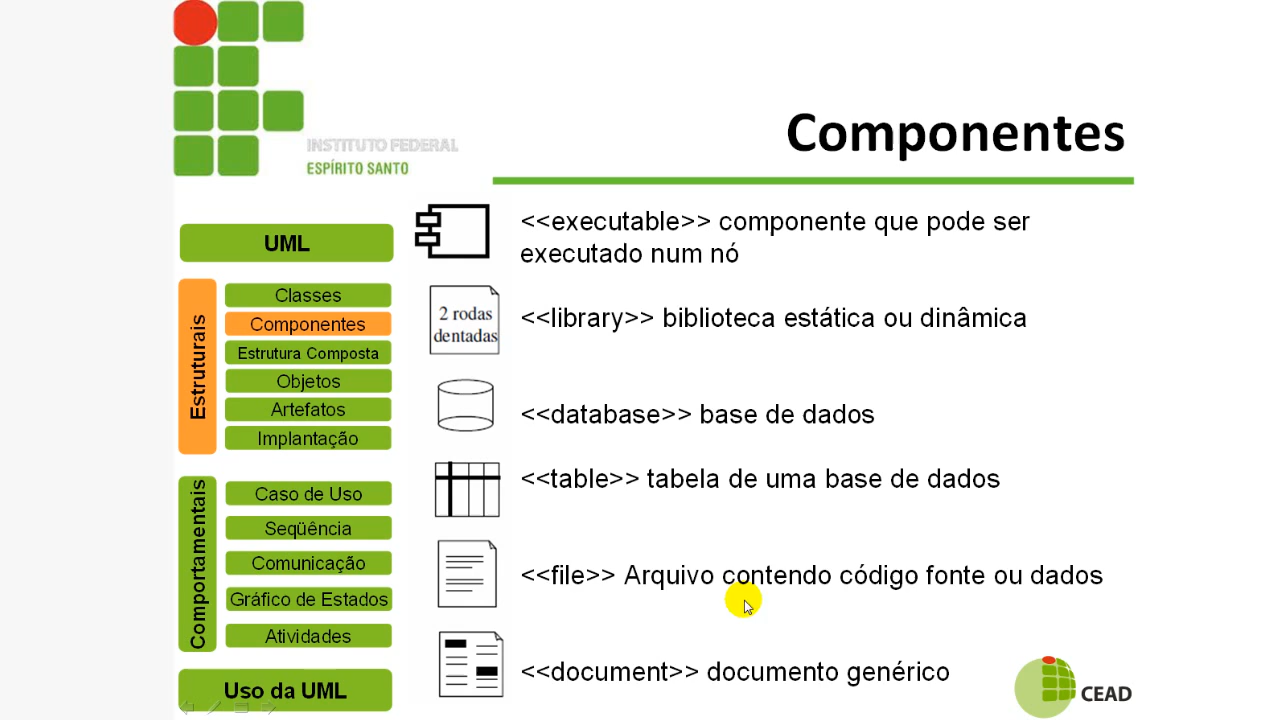 INSTITUTO FEDERAL
ESPÍRITO SANTO
Componentes
UML
Estruturais
Classes
Componentes
Estrutura Composta
Objetos
Artefatos
Implantação
Comportamentais
Caso de Uso
Seqüência
Comunicação
Gráfico de Estados
Atividades
Uso da UML
<<executable>> componente que pode ser
executado num nó
2 rodas
dentadas
<<library>> biblioteca estática ou dinâmica
<<database>> base de dados
<<table>> tabela de uma base de dados
<<file>> Arquivo contendo código fonte ou dados
<<document>> documento genérico
CEAD